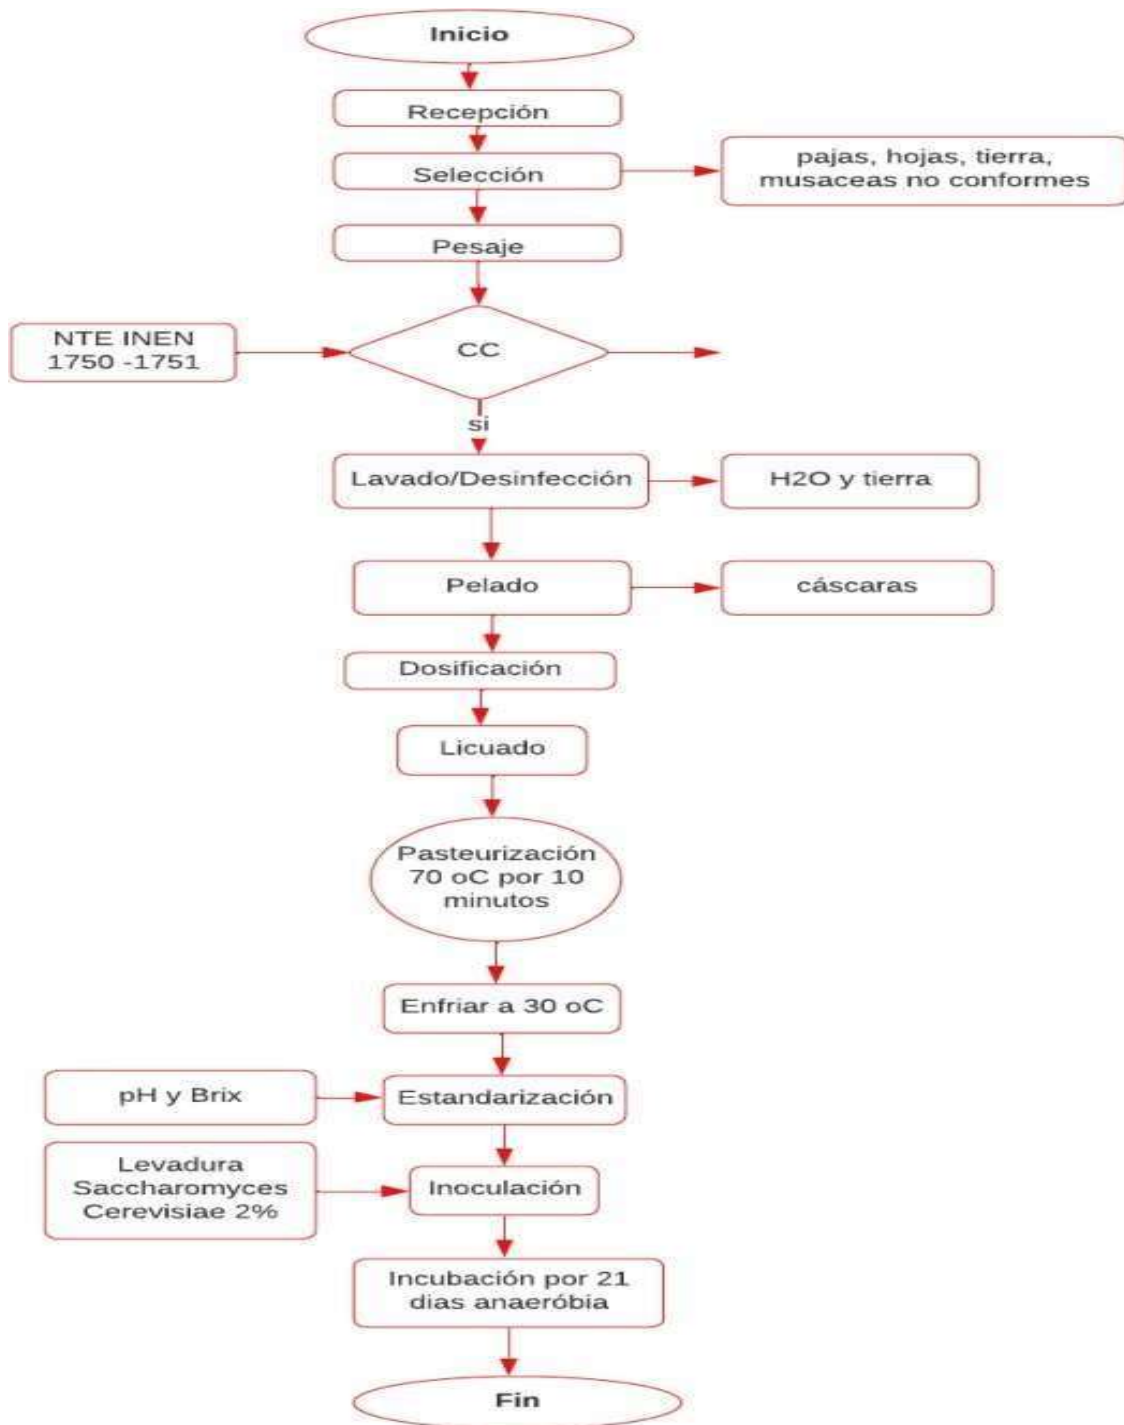 Inicio
Recepción
Selección
pajas, hojas, tierra,
musaceas no conformes
Pesaje
NTE INEN
1750 -1751
CC
si
Lavado/Desinfección
H2O y tierra
Pelado
cáscaras
Dosificación
Licuado
Pasteurización
70 oC por 10
minutos
Enfriar a 30 oC
pH y Brix
Estandarización
Levadura
Saccharomyces
Cerevisiae 2%
Inoculación
Incubación por 21
dias anaeróbia
Fin